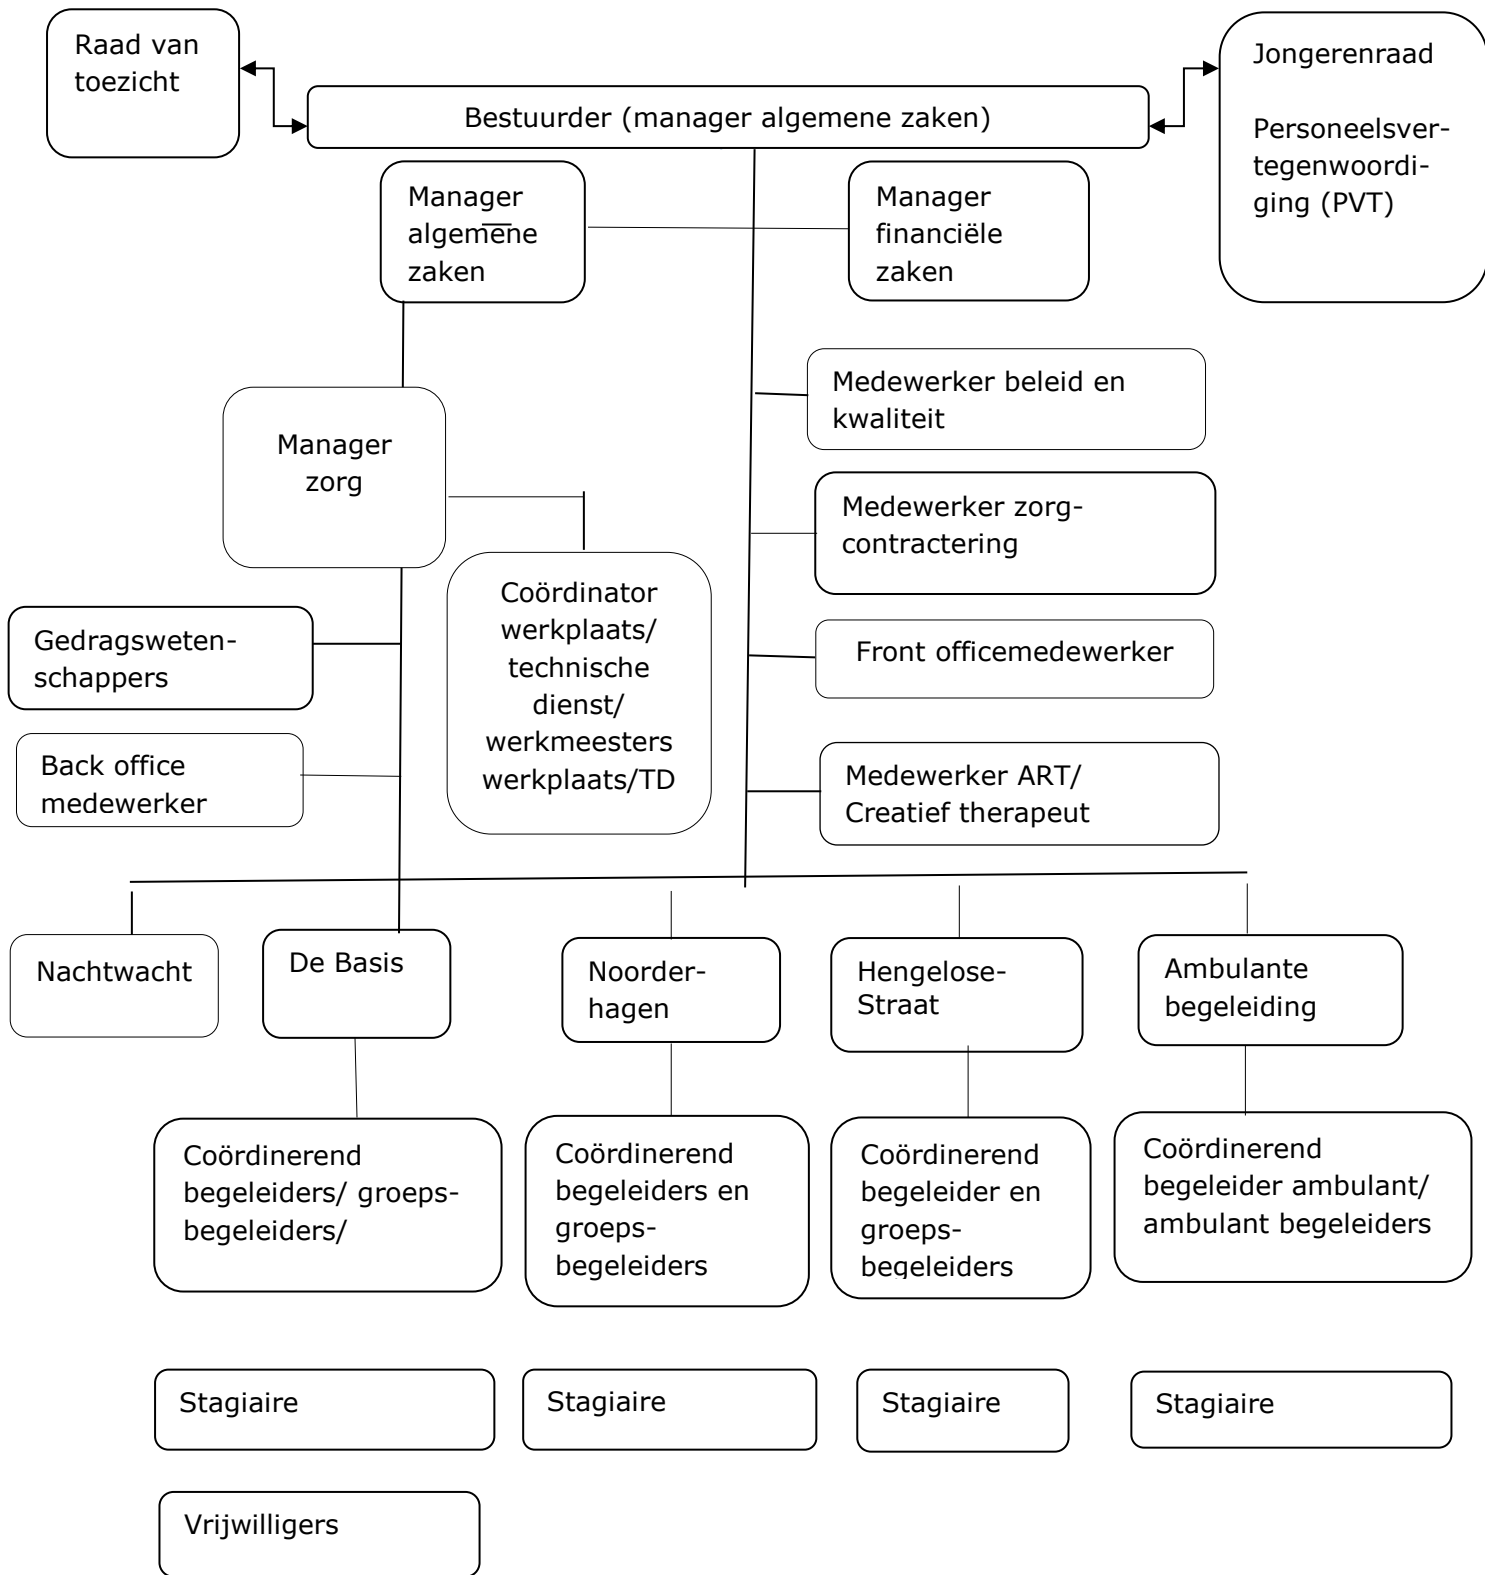 Raad van
toezicht
Bestuurder (manager algemene zaken)
Jongerenraad
Personeelsver-
tegenwoordi-
ging (PVT)
Manager
algemene
zaken
Manager
financiële
zaken
Medewerker beleid en
kwaliteit
Manager
zorg
Medewerker zorg-
contractering
Coördinator
werkplaats/
technische
dienst/
werkmeesters
werkplaats/TD
Gedragsweten-
schappers
Front officemedewerker
Back office
medewerker
Medewerker ART/
Creatief therapeut
Nachtwacht
De Basis
Noorder-
hagen
Hengelose-
Straat
Ambulante
begeleiding
Coördinerend
begeleiders/ groeps-
begeleiders/
Coördinerend
begeleiders en
groeps-
begeleiders
Coördinerend
begeleider en
groeps-
begeleiders
Coördinerend
begeleider ambulant/
ambulant begeleiders
Stagiaire
Stagiaire
Stagiaire
Stagiaire
Vrijwilligers